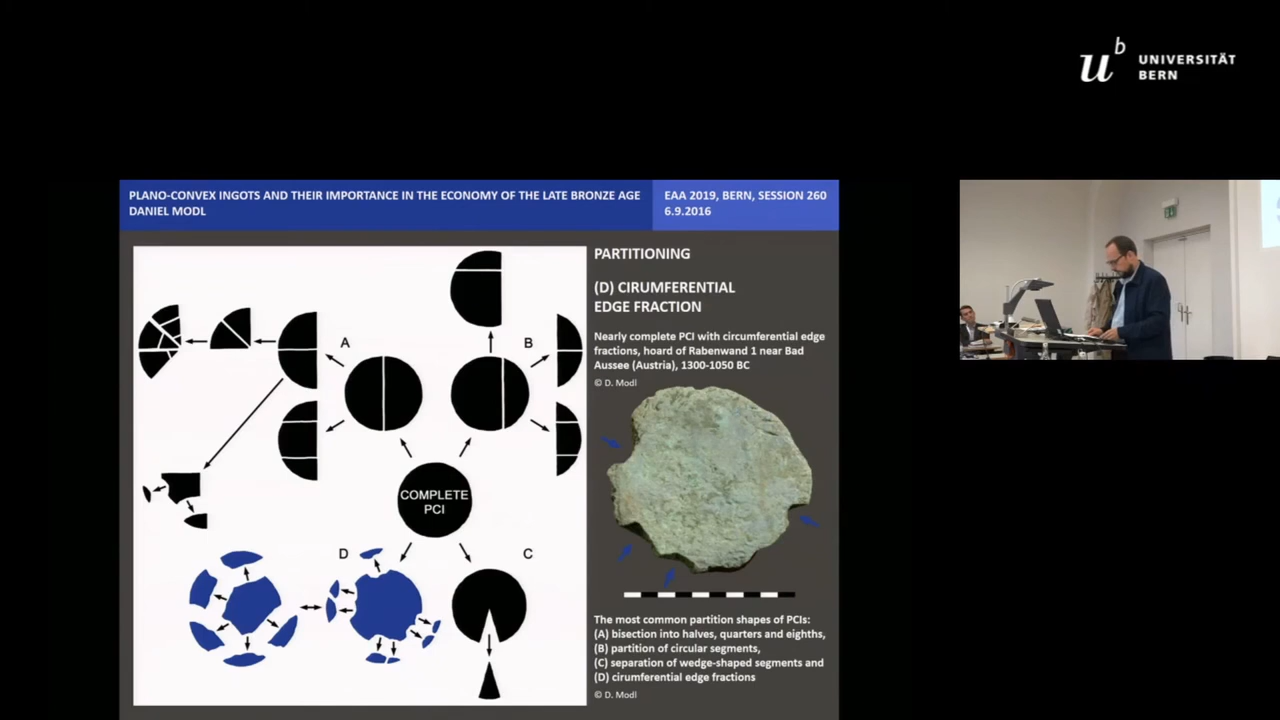 u^b UNIVERSITÄT
BERN
PLANO-CONVEX INGOTS AND THEIR IMPORTANCE IN THE ECONOMY OF THE LATE BRONZE AGE
DANIEL MODL
EAA 2019, BERN, SESSION 260
6.9.2016
PARTITIONING
(D) CIRUMFERENTIAL
EDGE FRACTION
Nearly complete PCI with circumferential edge
fractions, hoard of Rabenwand 1 near Bad
Aussee (Austria), 1300-1050 BC
© D. Modl
A
B
COMPLETE
PCI
D
C
The most common partition shapes of PCIs:
(A) bisection into halves, quarters and eighths,
(B) partition of circular segments,
(C) separation of wedge-shaped segments and
(D) cirumferential edge fractions
© D. Modl